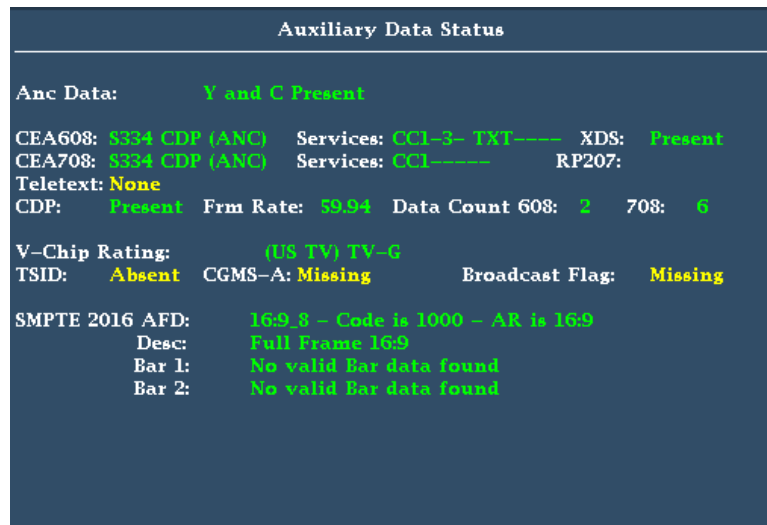 Auxiliary Data Status
Anc Data: Y and C Present
CEA608: S334 CDP (ANC) Services: CC1-3- TXT---- XDS: Present
CEA708: S334 CDP (ANC) Services: CC1----- RP207:
Teletext: None
CDP: Present Frm Rate: 59.94 Data Count 608: 2 708: 6
V-Chip Rating: (US TV) TV-G
TSID: Absent CGMS-A: Missing Broadcast Flag: Missing
SMPTE 2016 AFD: 16:9_8 - Code is 1000 - AR is 16:9
Desc: Full Frame 16:9
Bar 1: No valid Bar data found
Bar 2: No valid Bar data found